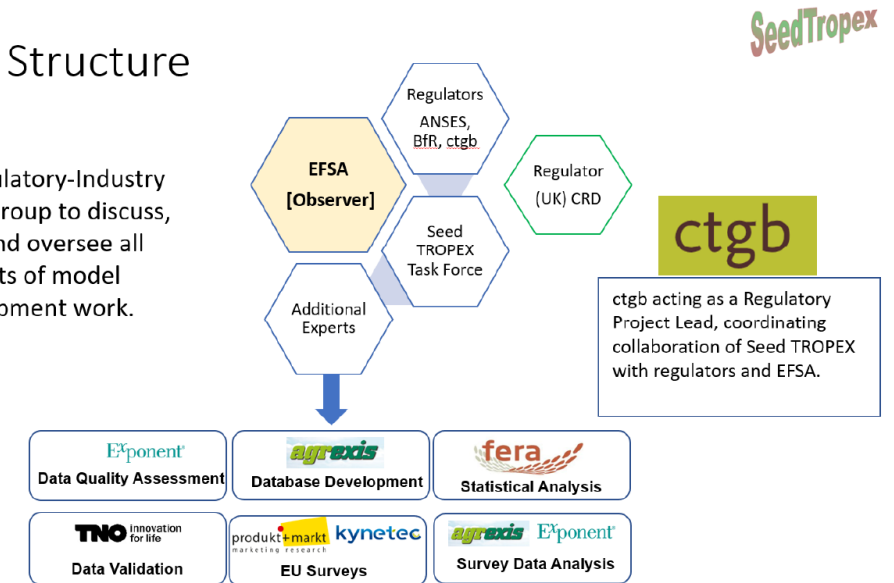 SeedTropex
Structure
ulatory-Industry
roup to discuss,
nd oversee all
ts of model
pment work.
Regulators
ANSES,
BfR, ctgb
EFSA
[Observer]
Regulator
(UK) CRD
Seed
TROPEX
Task Force
Additional
Experts
ctgb
ctgb acting as a Regulatory
Project Lead, coordinating
collaboration of Seed TROPEX
with regulators and EFSA.
Exponent®
Data Quality Assessment
agrexis
Database Development
fera
Statistical Analysis
TNO innovation
for life
Data Validation
produkt+markt
marketing research
kynetec
EU Surveys
agrexis Exponent®
Survey Data Analysis